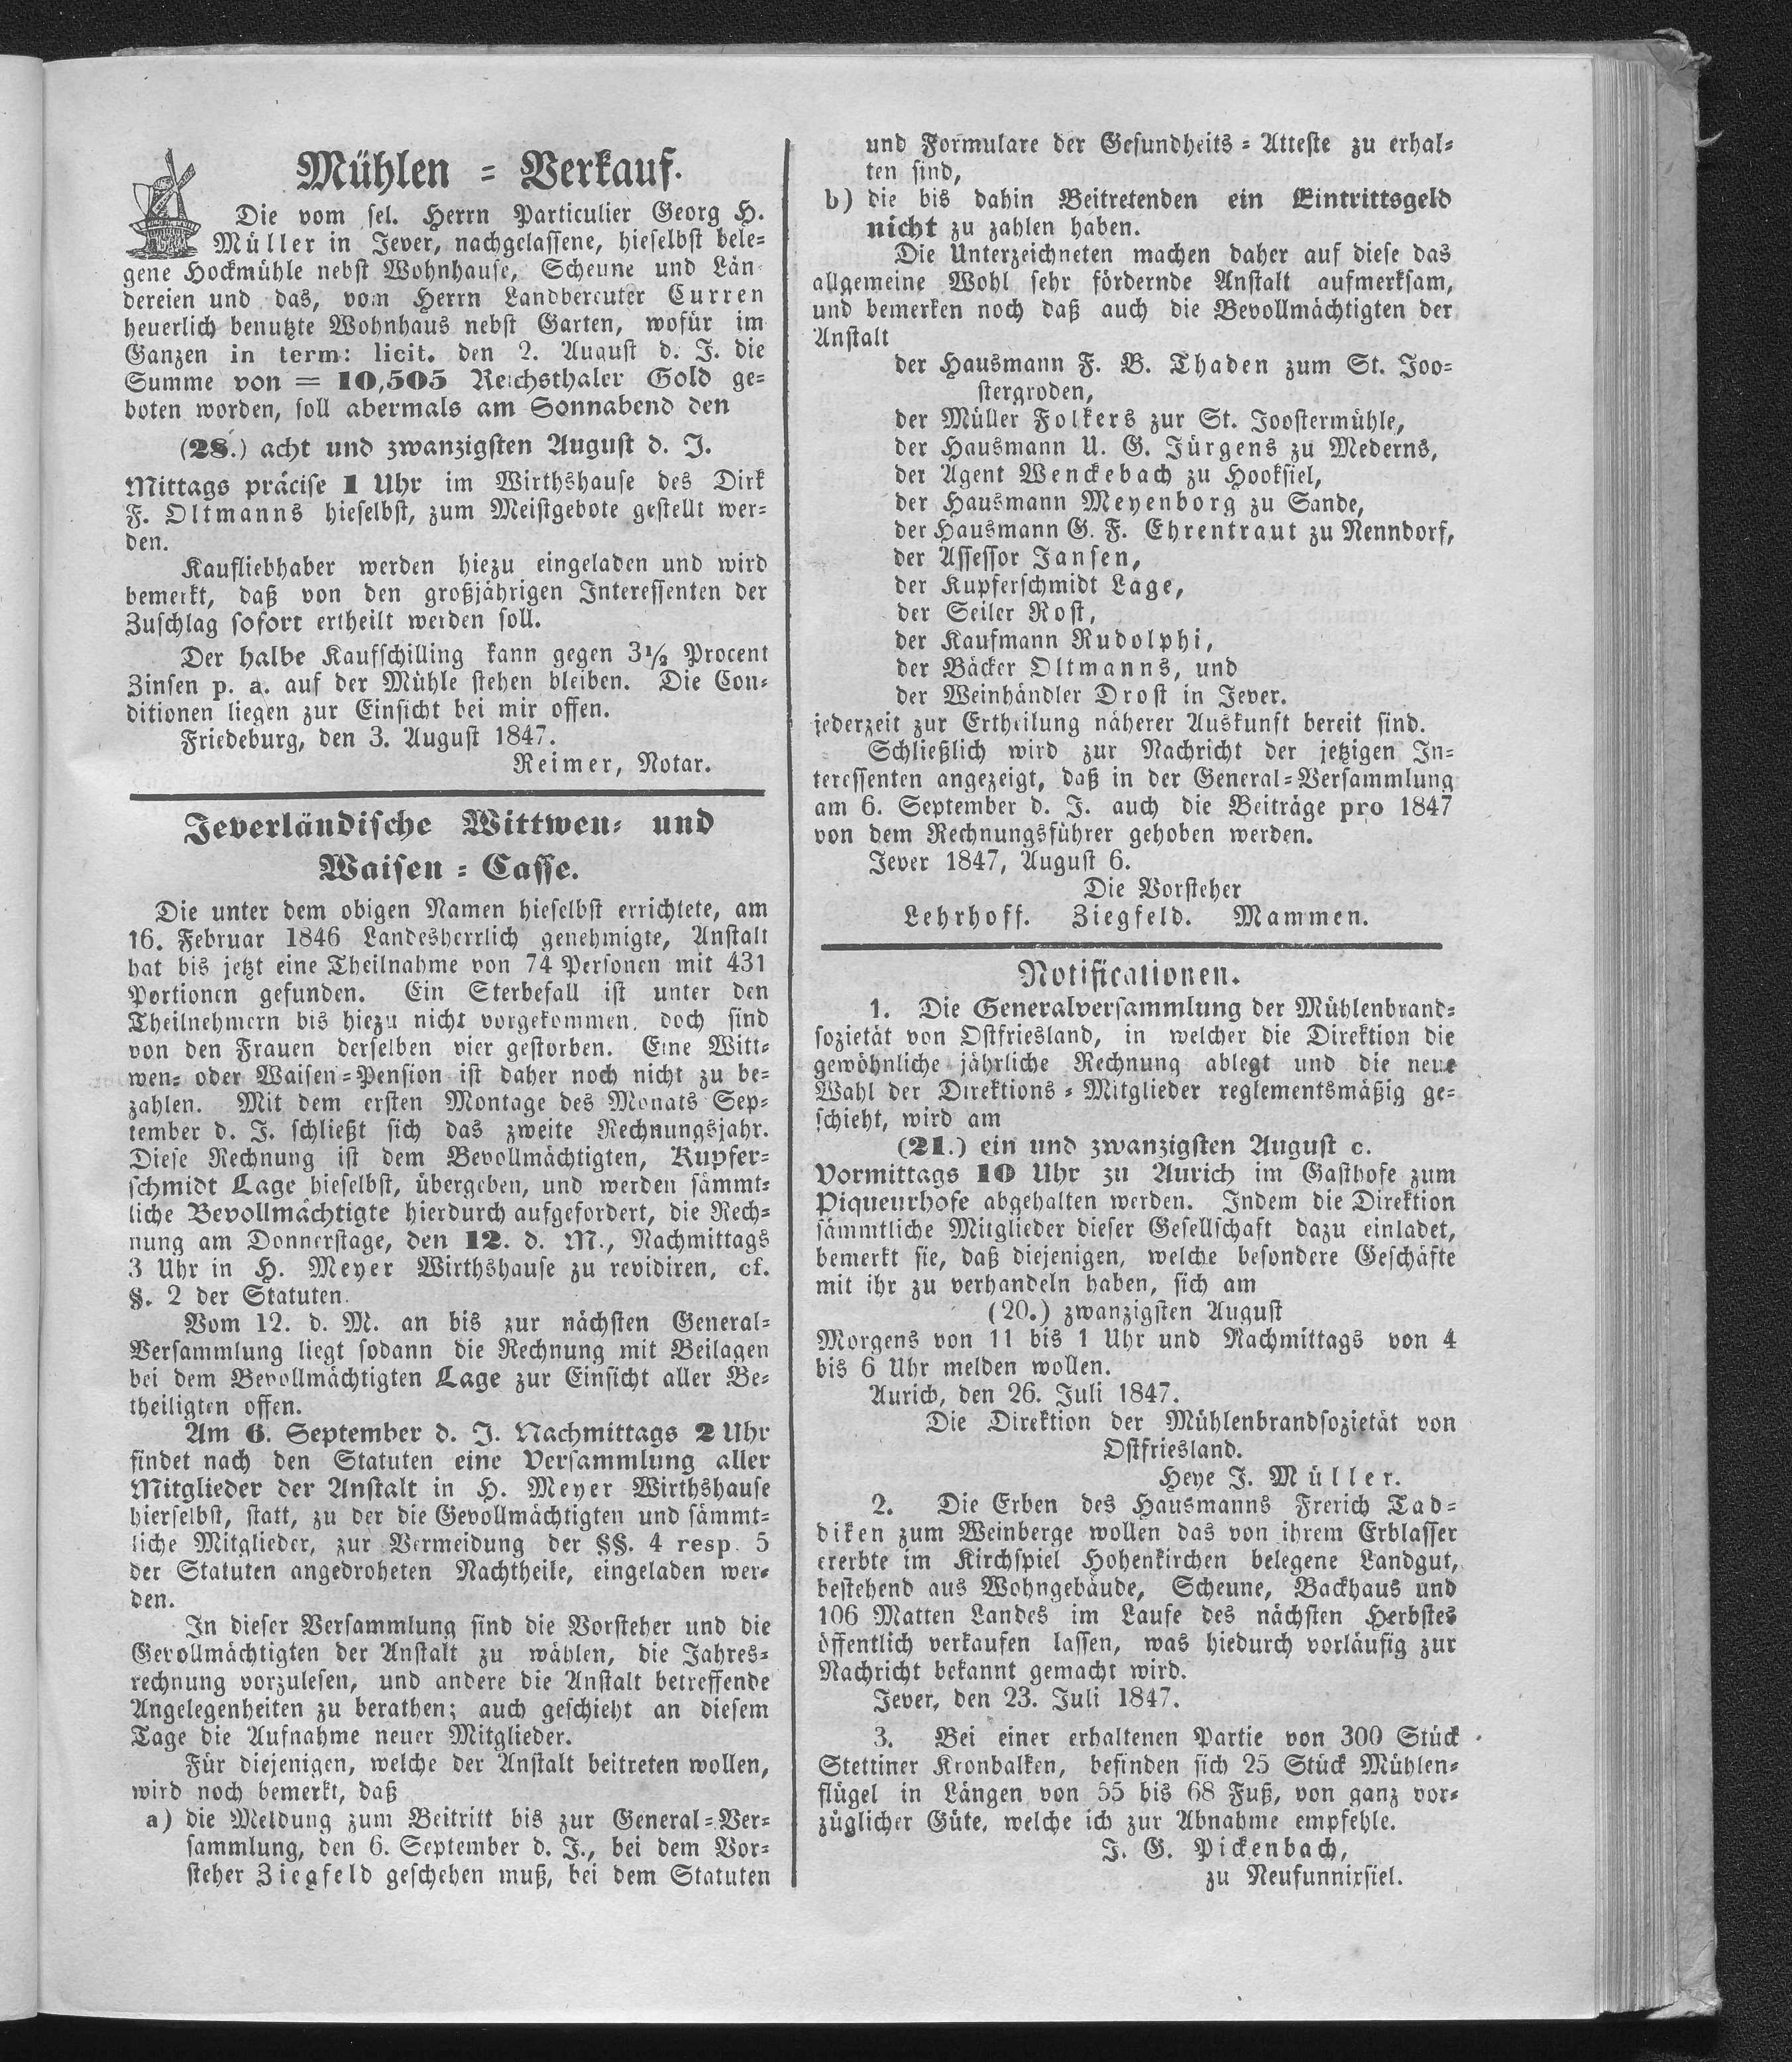 Mühlen = Verkauf.
Die vom sel. Herrn Particulier Georg H.
Müller in Jever, nachgelassene, hieselbst bele=
gene Hockmühle nebst Wohnhause, Scheune und Län
dereien und das, vom Herrn Landbereuter Curren
heuerlich benutzte Wohnhaus nebst Garten, wofür im
Ganzen in term: licit. den 2. August d. J. die
Summe von = 10,505 Reichsthaler Gold ge=
boten worden, soll abermals am Sonnabend den
(28.) acht und zwanzigsten August d. J.
Mittags präcise 1 Uhr im Wirthshause des Dirk
F. Oltmanns hieselbst, zum Meistgebote gestellt wer=
den.
Kaufliebhaber werden hiezu eingeladen und wird
bemerkt, daß von den großjährigen Interessenten der
Zuschlag sofort ertheilt werden soll.
Der halbe Kaufschilling kann gegen 3½ Procent
Zinsen p. a. auf der Mühle stehen bleiben. Die Con=
ditionen liegen zur Einsicht bei mir offen.
Friedeburg, den 3. August 1847.
Reimer, Notar.
Jeverländische Wittwen= und
Waisen = Casse.
Die unter dem obigen Namen hieselbst errichtete, am
16. Februar 1846 Landesherrlich genehmigte, Anstalt
hat bis jetzt eine Theilnahme von 74 Personen mit 431
Portionen gefunden. Ein Sterbefall ist unter den
Theilnehmern bis hiezu nicht vorgekommen, doch sind
von den Frauen derselben vier gestorben. Eine Witt=
wen= oder Waisen=Pension ist daher noch nicht zu be=
zahlen. Mit dem ersten Montage des Monats Sep=
tember d. J. schließt sich das zweite Rechnungsjahr.
Diese Rechnung ist dem Bevollmächtigten, Kupfer=
schmidt Lage hieselbst, übergeben, und werden sämmt=
liche Bevollmächtigte hierdurch aufgefordert, die Rech=
nung am Donnerstage, den 12. d. M., Nachmittags
3 Uhr in H. Meyer Wirthshause zu revidiren, cf.
§. 2 der Statuten.
Vom 12. d. M. an bis zur nächsten General=
Versammlung liegt sodann die Rechnung mit Beilagen
bei dem Bevollmächtigten Lage zur Einsicht aller Be=
theiligten offen.
Am 6. September d. J. Nachmittags 2 Uhr
findet nach den Statuten eine Versammlung aller
Mitglieder der Anstalt in H. Meyer Wirthshause
hierselbst, statt, zu der die Gevollmächtigten und sämmt=
liche Mitglieder, zur Vermeidung der §§. 4 resp. 5
der Statuten angedroheten Nachtheile, eingeladen wer=
den.
In dieser Versammlung sind die Vorsteher und die
Gevollmächtigten der Anstalt zu wählen, die Jahres=
rechnung vorzulesen, und andere die Anstalt betreffende
Angelegenheiten zu berathen; auch geschieht an diesem
Tage die Aufnahme neuer Mitglieder.
Für diejenigen, welche der Anstalt beitreten wollen,
wird noch bemerkt, daß
a) die Meldung zum Beitritt bis zur General=Ver=
sammlung, den 6. September d. J., bei dem Vor=
steher Ziegfeld geschehen muß, bei dem Statuten
und Formulare der Gesundheits = Atteste zu erhal=
ten sind,
b) die bis dahin Beitretenden ein Eintrittsgeld
nicht zu zahlen haben.
Die Unterzeichneten machen daher auf diese das
allgemeine Wohl sehr fördernde Anstalt aufmerksam,
und bemerken noch daß auch die Bevollmächtigten der
Anstalt
der Hausmann F. B. Thaden zum St. Joo=
stergroden,
der Müller Folkers zur St. Joostermühle,
der Hausmann U. G. Jürgens zu Mederns,
der Agent Wenckebach zu Hooksiel,
der Hausmann Meyenborg zu Sande,
der Hausmann G. F. Ehrentraut zu Nenndorf,
der Assessor Jansen,
der Kupferschmidt Lage,
der Seiler Rost,
der Kaufmann Rudolphi,
der Bäcker Oltmanns, und
der Weinhändler Drost in Jever.
jederzeit zur Ertheilung näherer Auskunft bereit sind.
Schließlich wird zur Nachricht der jetzigen In=
teressenten angezeigt, daß in der General=Versammlung
am 6. September d. J. auch die Beiträge pro 1847
von dem Rechnungsführer gehoben werden.
Jever 1847, August 6.
Die Vorsteher
Lehrhoff. Ziegfeld. Mammen.
Notificationen.
1. Die Generalversammlung der Mühlenbrand=
sozietät von Ostfriesland, in welcher die Direktion die
gewöhnliche jährliche Rechnung ablegt und die neue
Wahl der Direktions = Mitglieder reglementsmäßig ge=
schieht, wird am
(21.) ein und zwanzigsten August c.
Vormittags 10 Uhr zu Aurich im Gasthofe zum
Piqueurhofe abgehalten werden. Indem die Direktion
sämmtliche Mitglieder dieser Gesellschaft dazu einladet,
bemerkt sie, daß diejenigen, welche besondere Geschäfte
mit ihr zu verhandeln haben, sich am
(20.) zwanzigsten August
Morgens von 11 bis 1 Uhr und Nachmittags von 4
bis 6 Uhr melden wollen.
Aurich, den 26. Juli 1847.
Die Direktion der Mühlenbrandsozietät von
Ostfriesland.
Heye J. Müller.
2. Die Erben des Hausmanns Frerich Tad=
diken zum Weinberge wollen das von ihrem Erblasser
ererbte im Kirchspiel Hohenkirchen belegene Landgut,
bestehend aus Wohngebäude, Scheune, Backhaus und
106 Matten Landes im Laufe des nächsten Herbstes
öffentlich verkaufen lassen, was hiedurch vorläufig zur
Nachricht bekannt gemacht wird.
Jever, den 23. Juli 1847.
3. Bei einer erhaltenen Partie von 300 Stück
Stettiner Kronbalken, befinden sich 25 Stück Mühlen=
flügel in Längen von 55 bis 68 Fuß, von ganz vor=
züglicher Güte, welche ich zur Abnahme empfehle.
J. G. Pickenbach,
zu Neufunnixsiel.